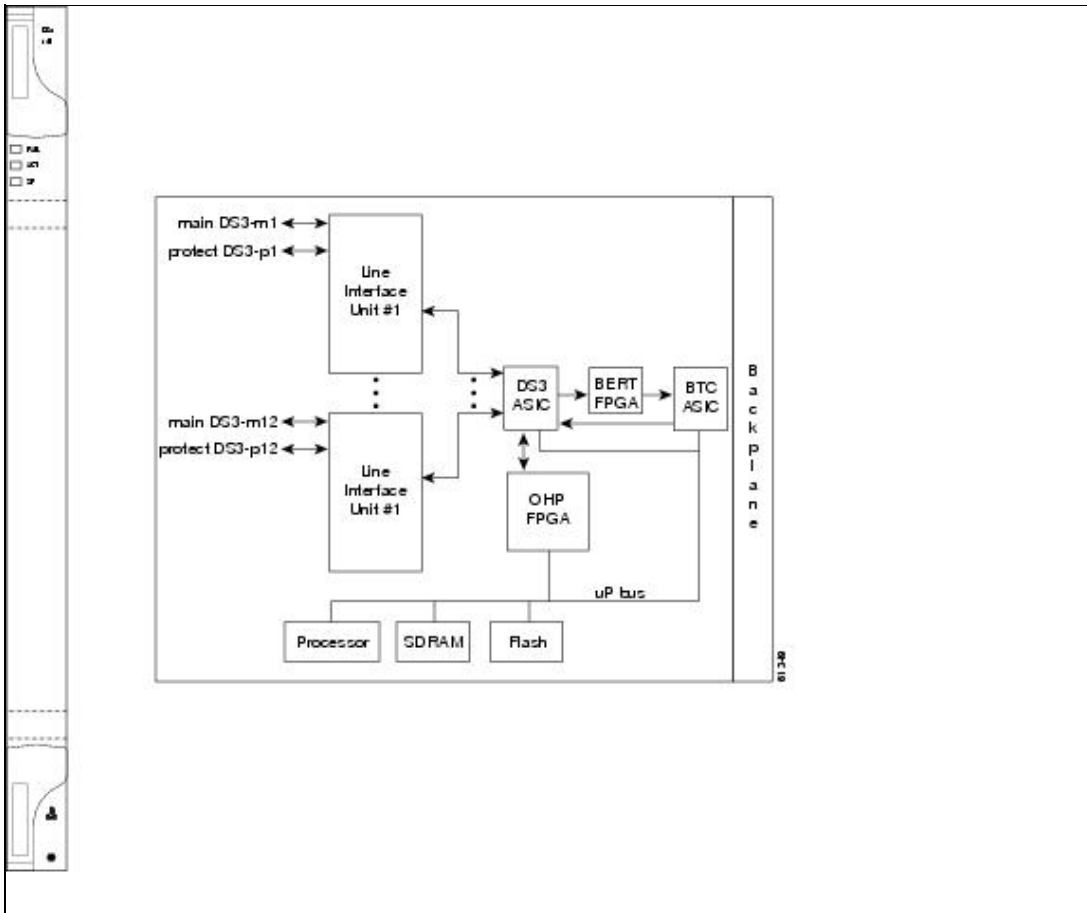 main DS3-m1
protect DS3-p1
Line
Interface
Unit #1
DS3
ASIC
BERT
FPGA
BTC
ASIC
Backplane
main DS3-m12
protect DS3-p12
Line
Interface
Unit #1
OHP
FPGA
uP bus
Processor
SDRAM
Flash